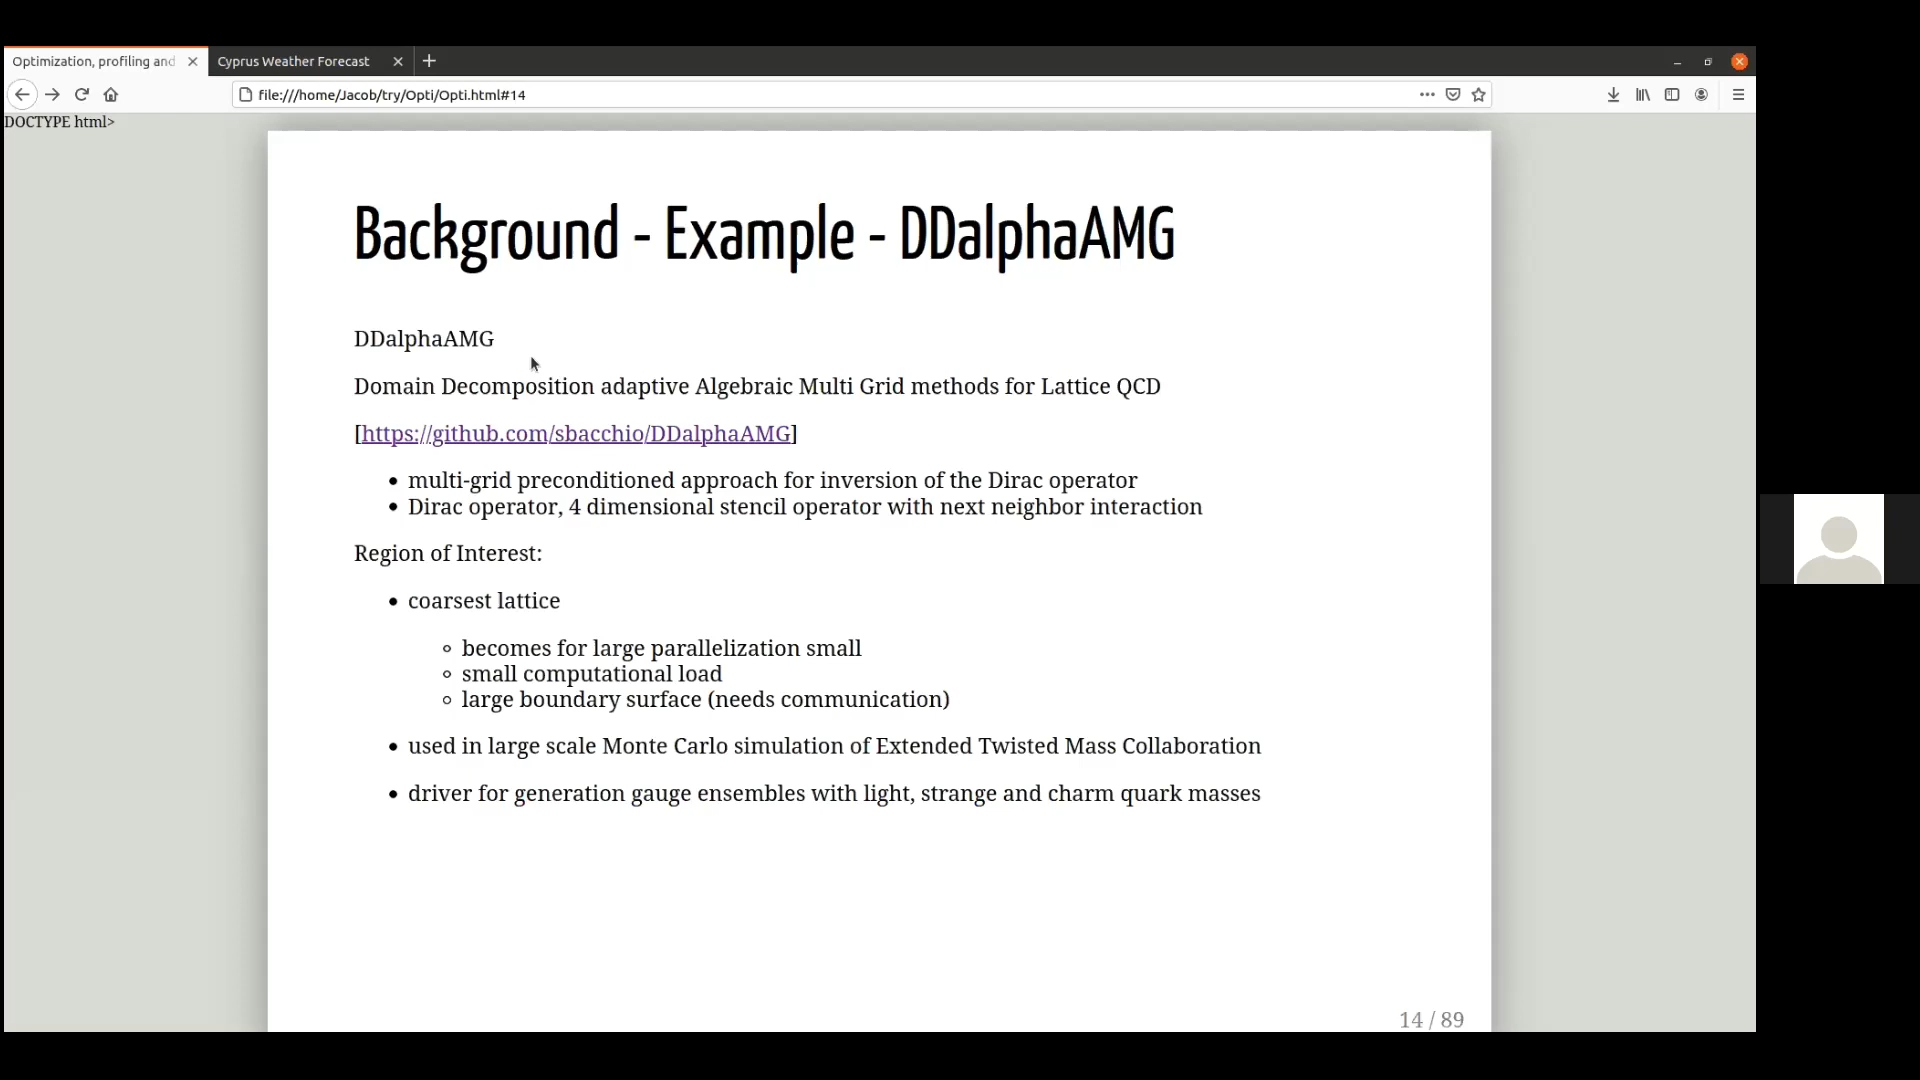 Optimization, profiling and
Cyprus Weather Forecast
file:///home/Jacob/try/Opti/Opti.html#14
DOCTYPE html>
Background - Example - DDalphaAMG
DDalphaAMG
Domain Decomposition adaptive Algebraic Multi Grid methods for Lattice QCD
[https://github.com/sbacchio/DDalphaAMG]
• multi-grid preconditioned approach for inversion of the Dirac operator
• Dirac operator, 4 dimensional stencil operator with next neighbor interaction
Region of Interest:
• coarsest lattice
◦ becomes for large parallelization small
◦ small computational load
◦ large boundary surface (needs communication)
• used in large scale Monte Carlo simulation of Extended Twisted Mass Collaboration
• driver for generation gauge ensembles with light, strange and charm quark masses
14 / 89